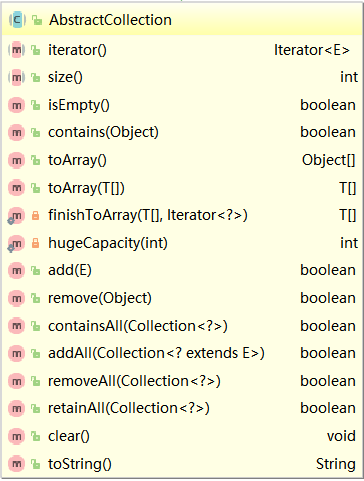 AbstractCollection
iterator() Iterator<E>
size() int
isEmpty() boolean
contains(Object) boolean
toArray() Object[]
toArray(T[]) T[]
finishToArray(T[], Iterator<?>) T[]
hugeCapacity(int) int
add(E) boolean
remove(Object) boolean
containsAll(Collection<?>) boolean
addAll(Collection<? extends E>) boolean
removeAll(Collection<?>) boolean
retainAll(Collection<?>) boolean
clear() void
toString() String